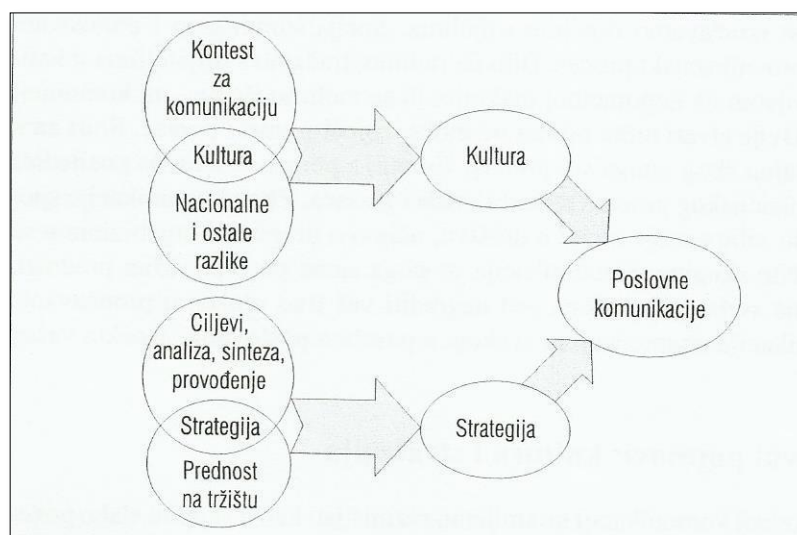 Kontest
za
komunikaciju
Kultura
Nacionalne
i ostale
razlike
Kultura
Poslovne
komunikacije
Ciljevi,
analiza, sinteza,
provođenje
Strategija
Prednost
na tržištu
Strategija